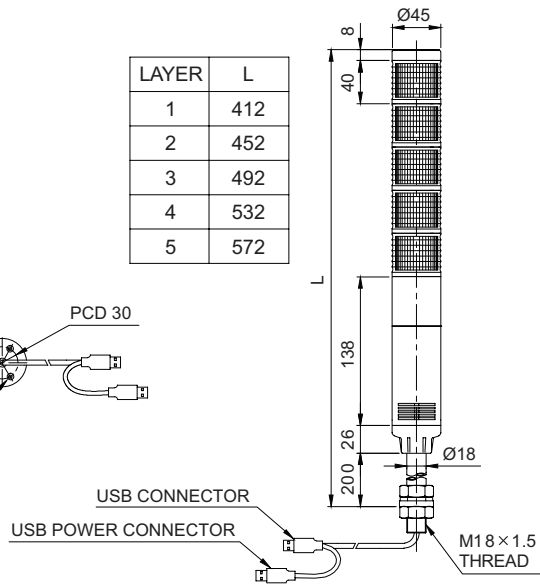 8
Ø45
40
LAYER L
1 412
2 452
3 492
4 532
5 572
L
PCD 30
138
26
Ø18
200
USB CONNECTOR
USB POWER CONNECTOR
M18×1.5
THREAD